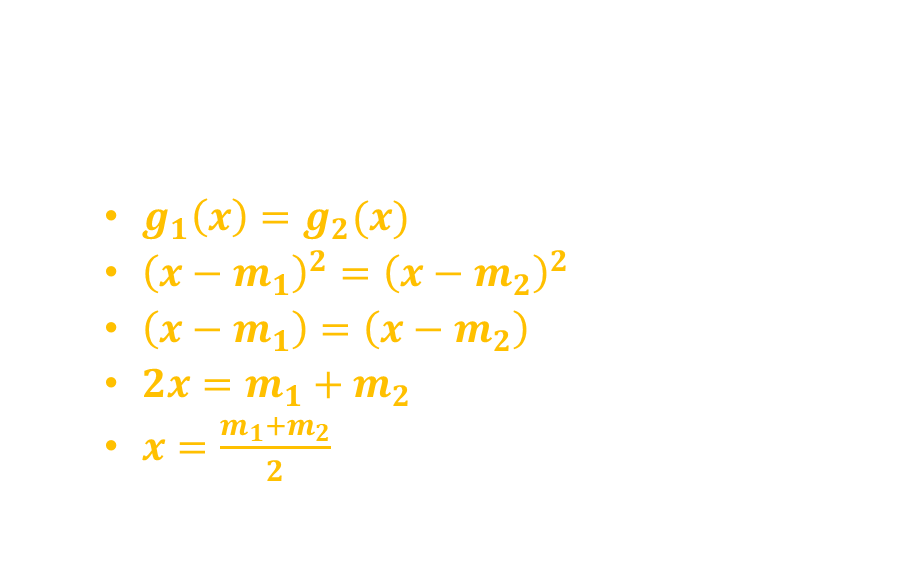 • g₁(x) = g₂(x)
• (x − m₁)² = (x − m₂)²
• (x − m₁) = (x − m₂)
• 2x = m₁ + m₂
• x = (m₁+m₂)/2